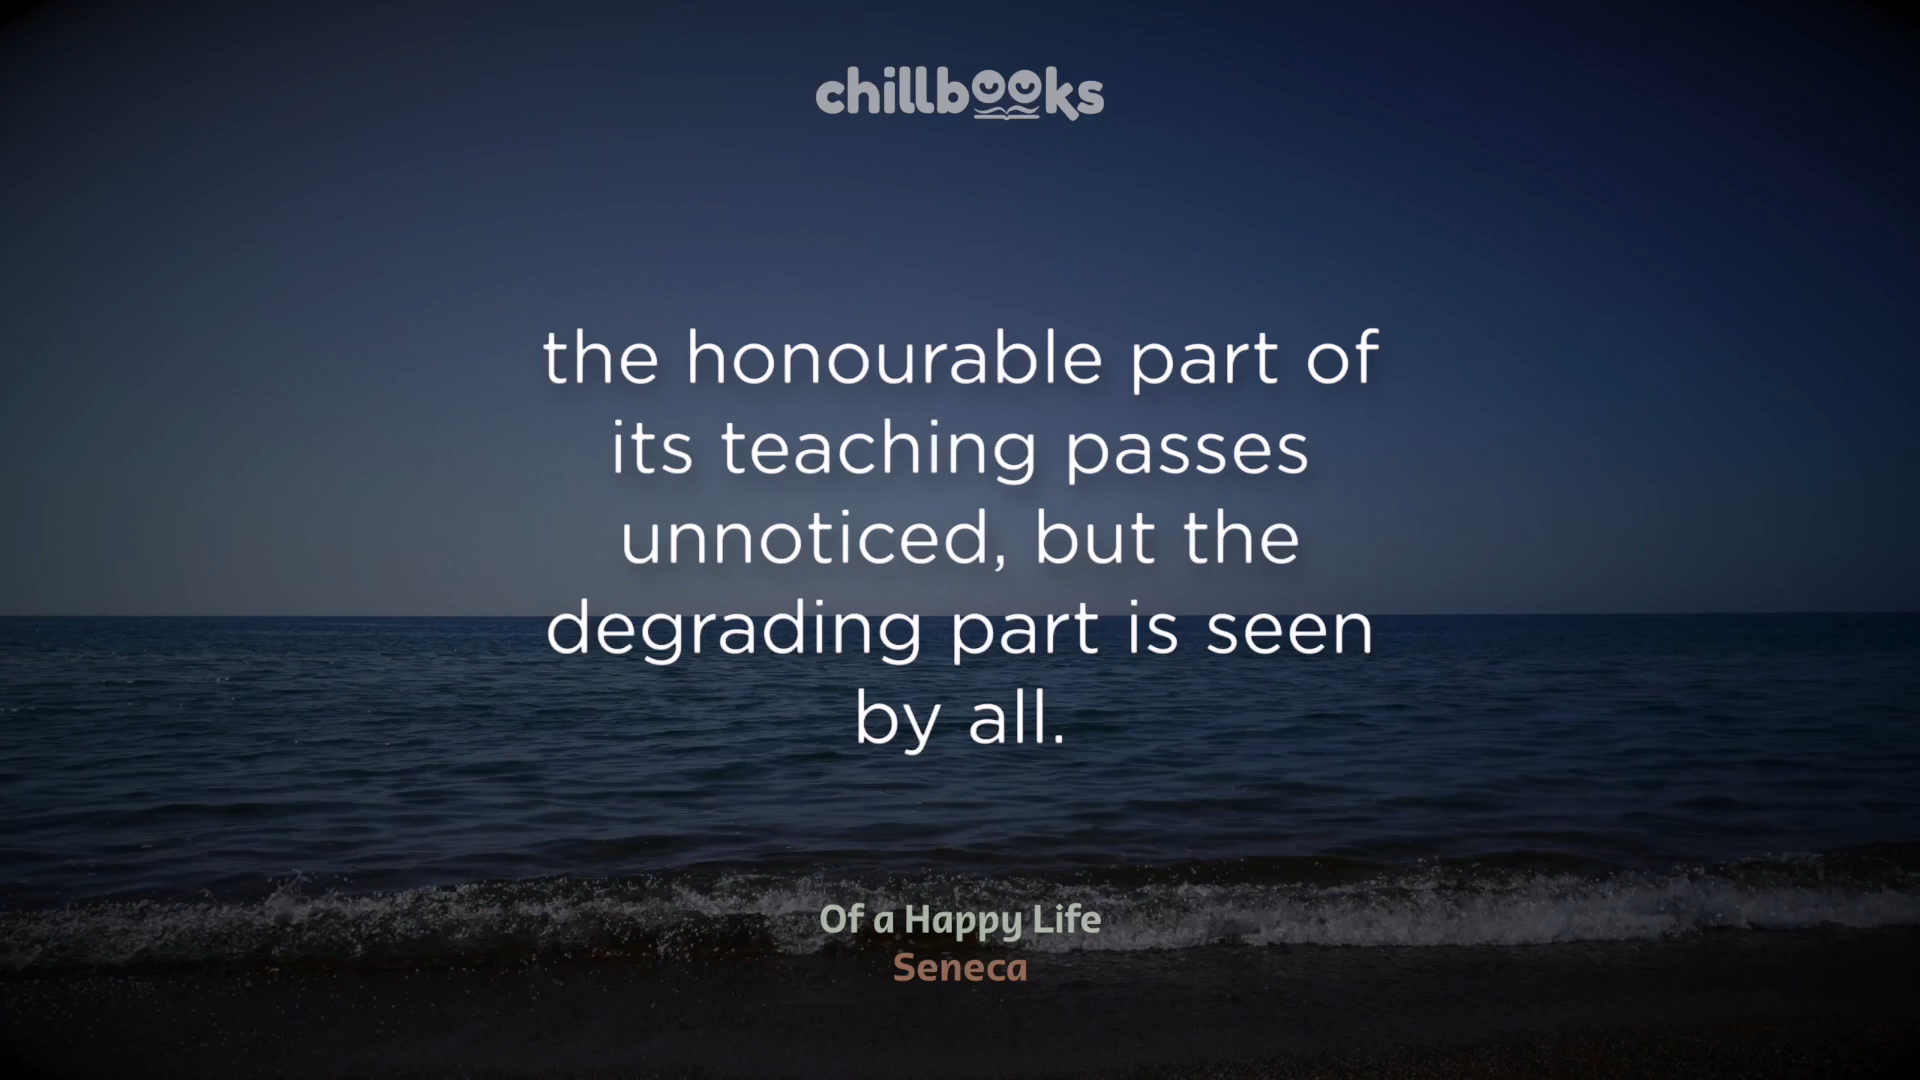 chillbooks
the honourable part of
its teaching passes
unnoticed, but the
degrading part is seen
by all.
Of a Happy Life
Seneca